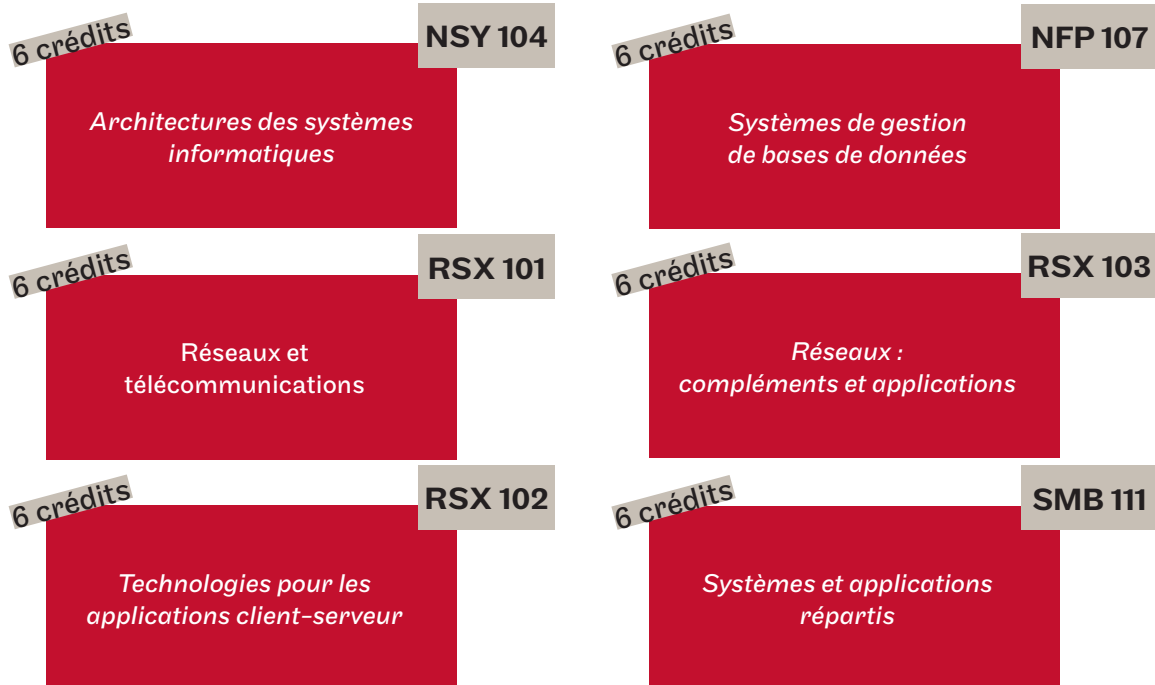 6 crédits
NSY 104
Architectures des systèmes
informatiques
6 crédits
NFP 107
Systèmes de gestion
de bases de données
6 crédits
RSX 101
Réseaux et
télécommunications
6 crédits
RSX 103
Réseaux :
compléments et applications
6 crédits
RSX 102
Technologies pour les
applications client-serveur
6 crédits
SMB 111
Systèmes et applications
répartis